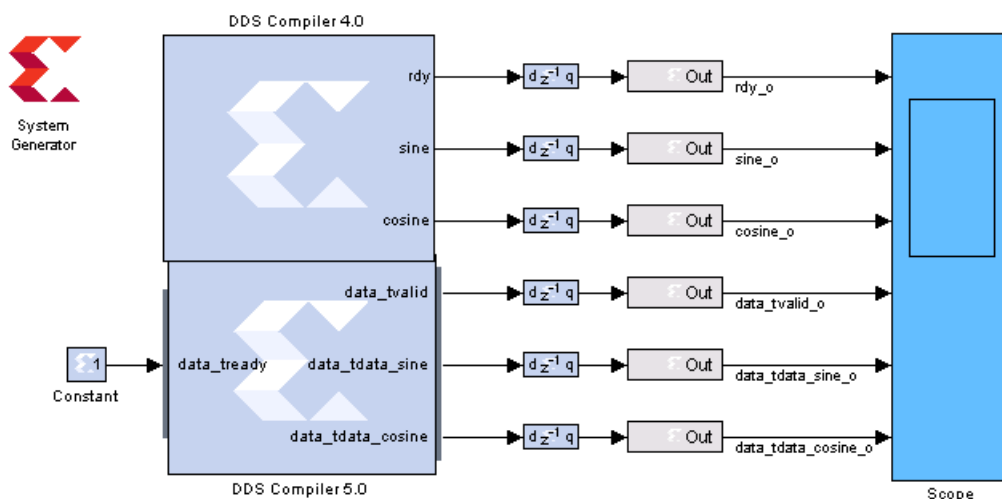 DDS Compiler 4.0
System
Generator
rdy
d z-1 q
Out
rdy_o
sine
d z-1 q
Out
sine_o
cosine
d z-1 q
Out
cosine_o
data_tvalid
d z-1 q
Out
data_tvalid_o
1
Constant
data_tready
data_tdata_sine
d z-1 q
Out
data_tdata_sine_o
data_tdata_cosine
d z-1 q
Out
data_tdata_cosine_o
DDS Compiler 5.0
Scope